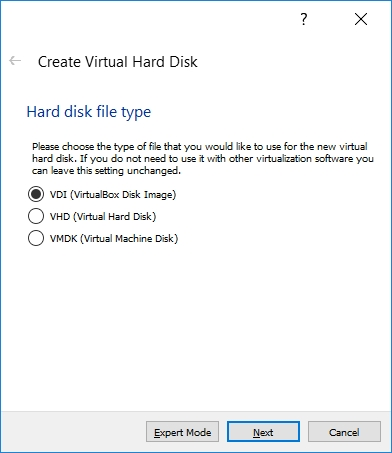 ?
Create Virtual Hard Disk
Hard disk file type
Please choose the type of file that you would like to use for the new virtual
hard disk. If you do not need to use it with other virtualization software you
can leave this setting unchanged.
VDI (VirtualBox Disk Image)
VHD (Virtual Hard Disk)
VMDK (Virtual Machine Disk)
Expert Mode Next Cancel